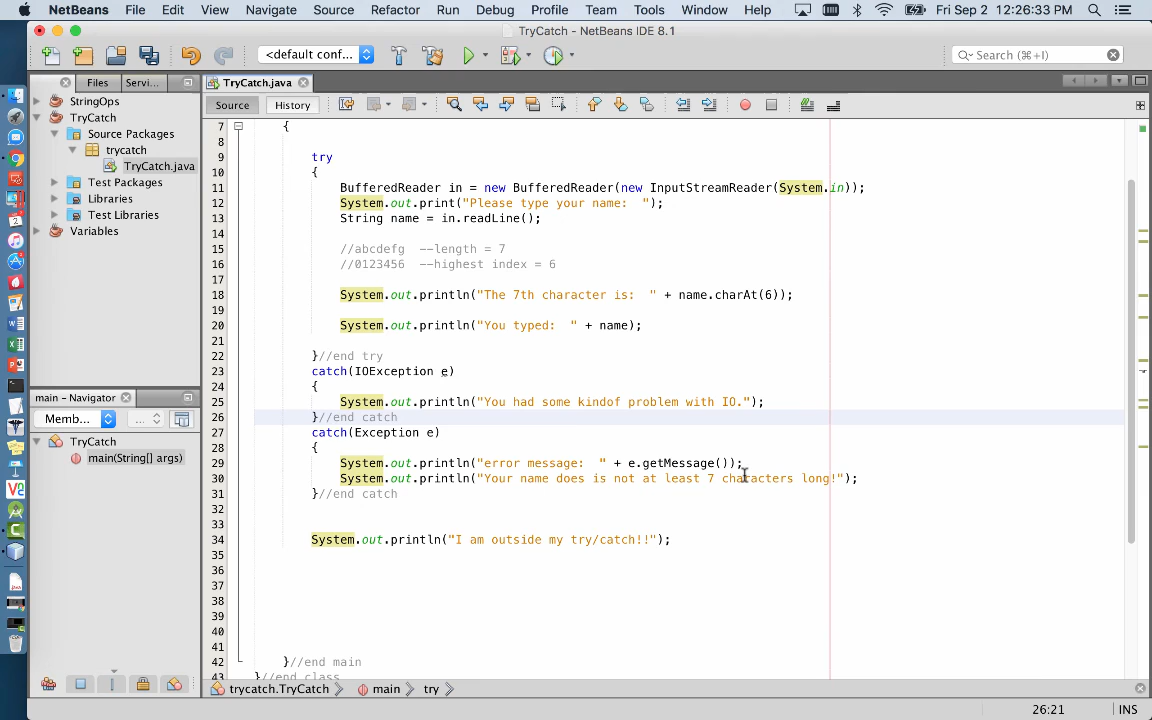 NetBeans File Edit View Navigate Source Refactor Run Debug Profile Team Tools Window Help Fri Sep 2 12:26:33 PM
TryCatch - NetBeans IDE 8.1
<default conf... Search (⌘+I)
Files Servi...
TryCatch.java
Source History
StringOps
TryCatch
Source Packages
trycatch
TryCatch.java
Test Packages
Libraries
Test Libraries
Variables
main - Navigator
Memb... ...
TryCatch
main(String[] args)
7 {
8
9 try
10 {
11 BufferedReader in = new BufferedReader(new InputStreamReader(System.in));
12 System.out.print("Please type your name:  ");
13 String name = in.readLine();
14
15 //abcdefg  --length = 7
16 //0123456  --highest index = 6
17
18 System.out.println("The 7th character is:  " + name.charAt(6));
19
20 System.out.println("You typed:  " + name);
21
22 }//end try
23 catch(IOException e)
24 {
25 System.out.println("You had some kindof problem with IO.");
26 }//end catch
27 catch(Exception e)
28 {
29 System.out.println("error message:  " + e.getMessage());
30 System.out.println("Your name does is not at least 7 characters long!");
31 }//end catch
32
33
34 System.out.println("I am outside my try/catch!!");
35
36
37
38
39
40
41
42 }//end main
43 }//end class
trycatch.TryCatch main try
26:21 INS